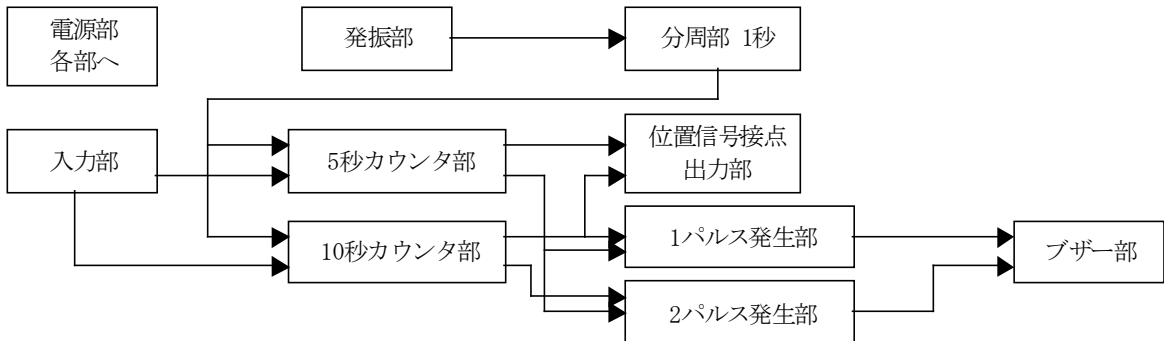 電源部
各部へ
発振部
分周部 1秒
入力部
5秒カウンタ部
位置信号接点
出力部
10秒カウンタ部
1パルス発生部
ブザー部
2パルス発生部